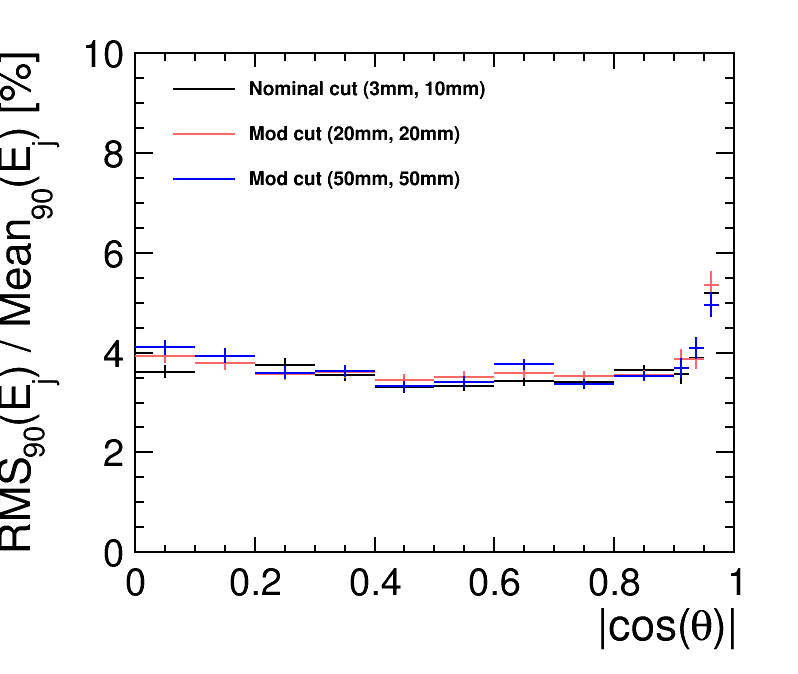 RMS90(Ej) / Mean90(Ej) [%]
10
8
6
4
2
0
Nominal cut (3mm, 10mm)
Mod cut (20mm, 20mm)
Mod cut (50mm, 50mm)
0 0.2 0.4 0.6 0.8 1
|cos(θ)|